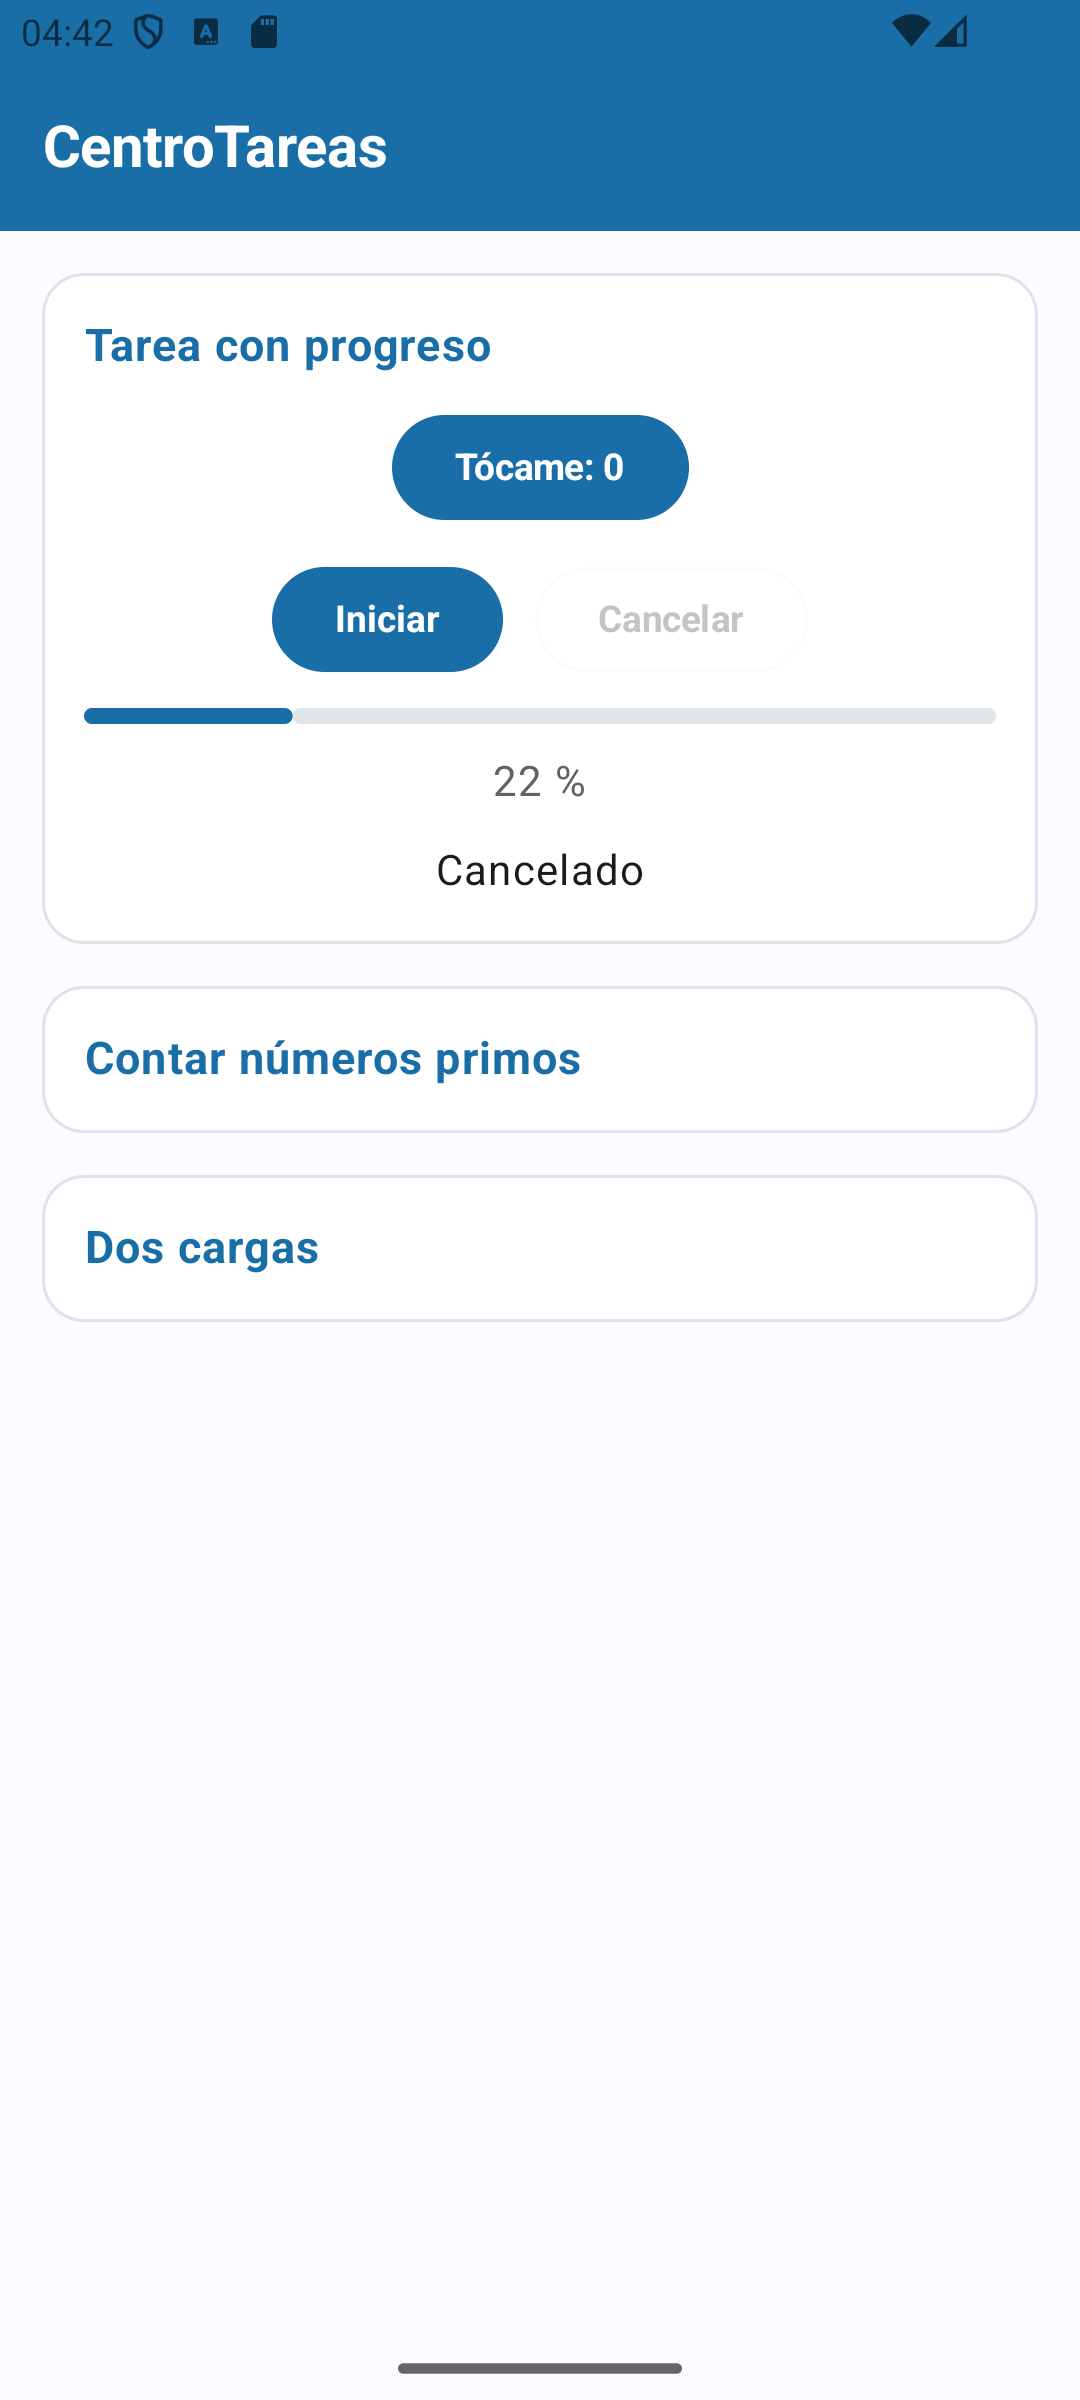 04:42
CentroTareas
Tarea con progreso
Tócame: 0
Iniciar
Cancelar
22 %
Cancelado
Contar números primos
Dos cargas